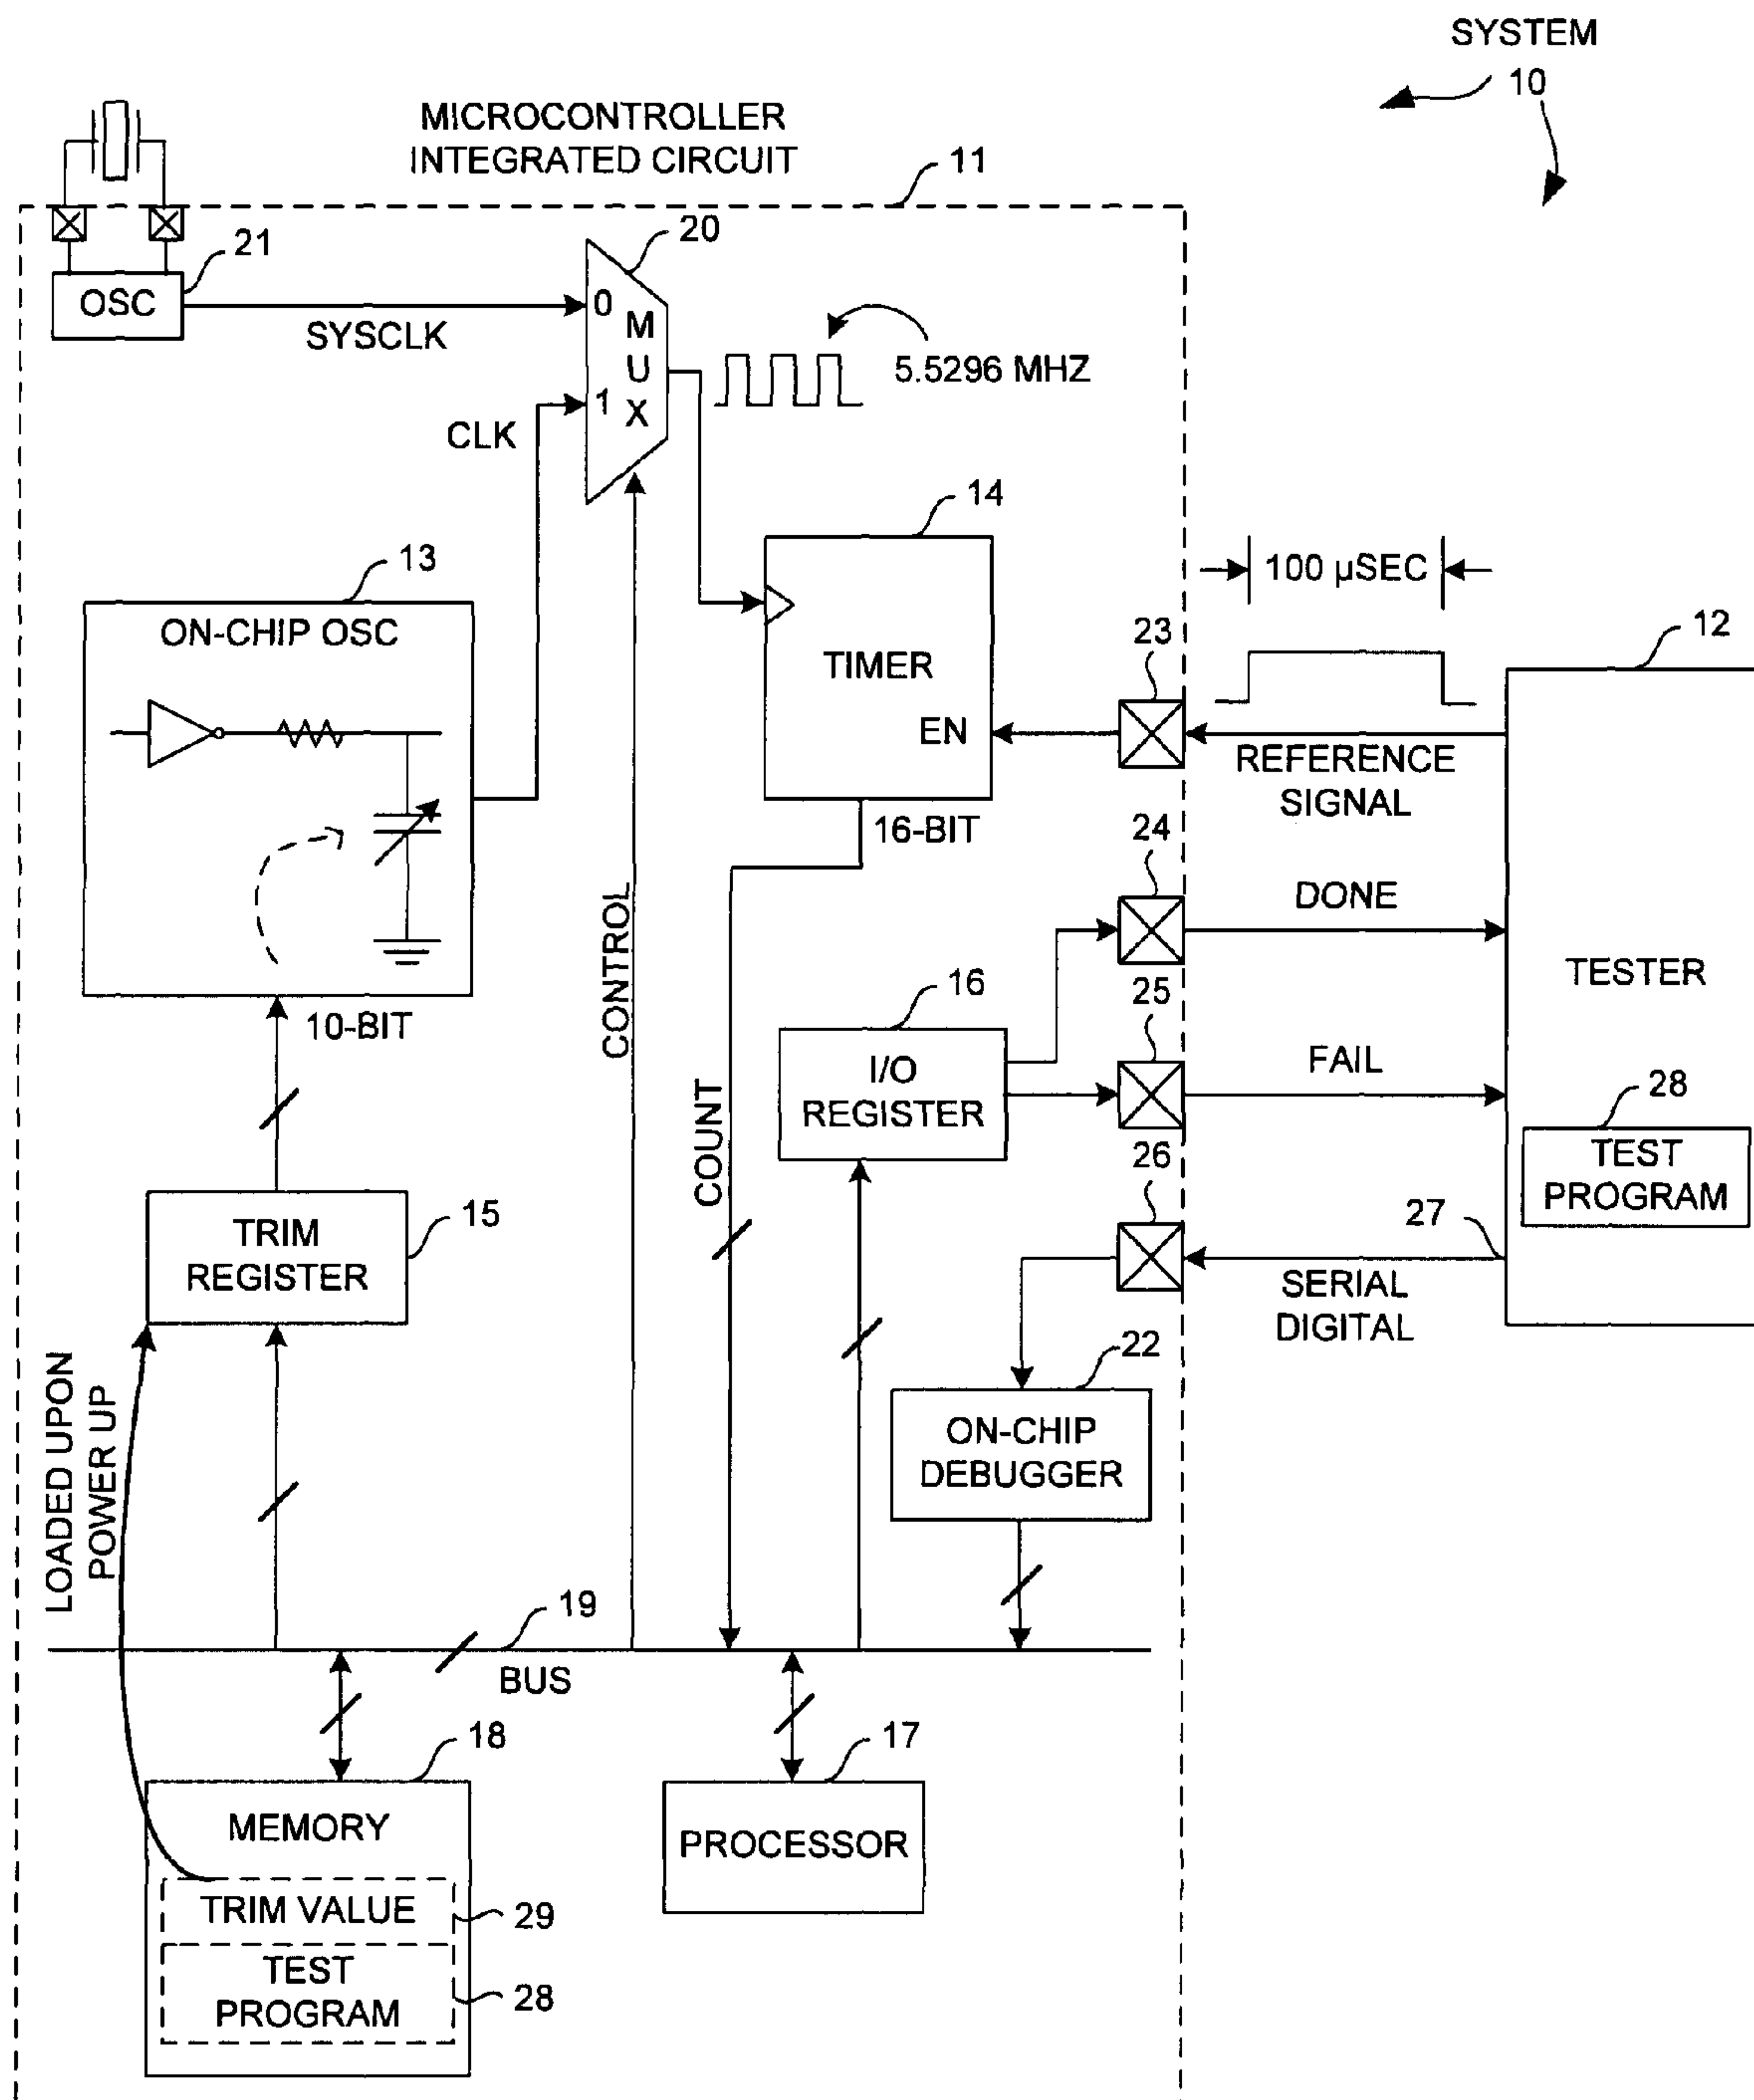 SYSTEM
10
MICROCONTROLLER
INTEGRATED CIRCUIT
11
20
21
OSC
SYSCLK
0
1
M
U
X
CLK
5.5296 MHZ
14
13
ON-CHIP OSC
100 µSEC
12
23
TIMER
EN
REFERENCE
SIGNAL
16-BIT
24
DONE
TESTER
CONTROL
10-BIT
16
25
I/O
REGISTER
FAIL
28
TEST
PROGRAM
COUNT
26
27
15
TRIM
REGISTER
SERIAL
DIGITAL
LOADED UPON
POWER UP
22
ON-CHIP
DEBUGGER
19
BUS
18
17
MEMORY
PROCESSOR
TRIM VALUE
29
TEST
PROGRAM
28